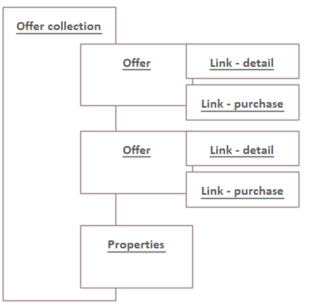 Offer collection
Offer
Link - detail
Link - purchase
Offer
Link - detail
Link - purchase
Properties